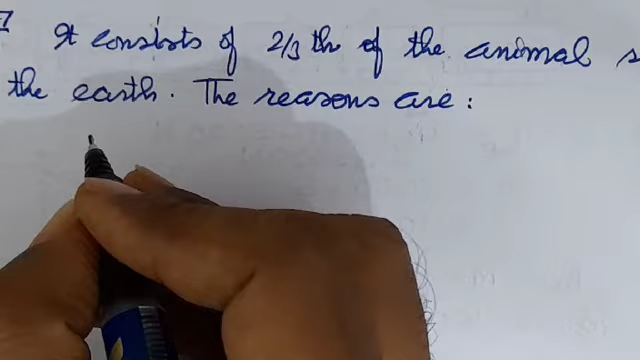 It consists of 2/3 th of the animal
the earth. The reasons are: